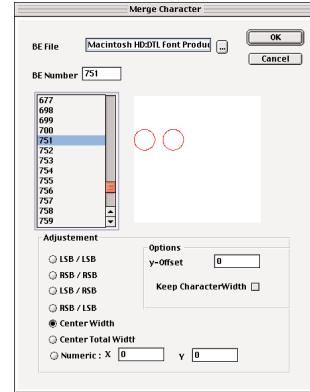 Merge Character
BE File Macintosh HD:DTL Font Produc ... OK
Cancel
BE Number 751
677
698
699
700
751
752
753
754
755
756
757
758
759
Adjustement
LSB / LSB
RSB / RSB
LSB / RSB
RSB / LSB
Center Width
Center Total Width
Numeric : X 0 Y 0
Options
y-Offset 0
Keep CharacterWidth